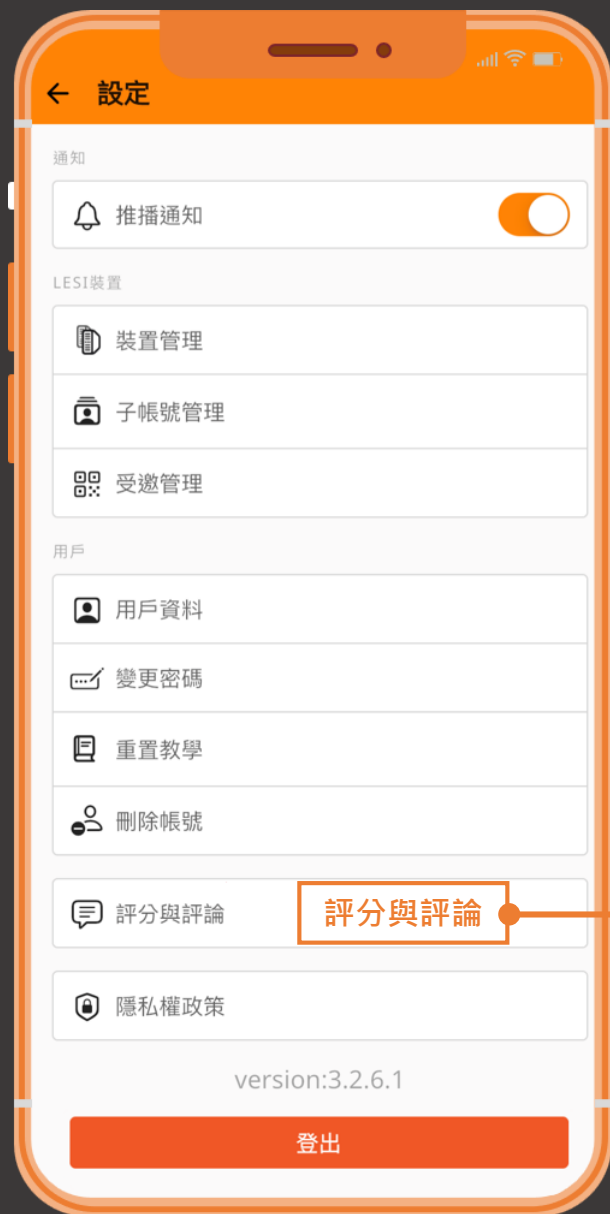 設定
通知
推播通知
LESI裝置
裝置管理
子帳號管理
受邀管理
用戶
用戶資料
變更密碼
重置教學
刪除帳號
評分與評論
評分與評論
隱私權政策
version:3.2.6.1
登出